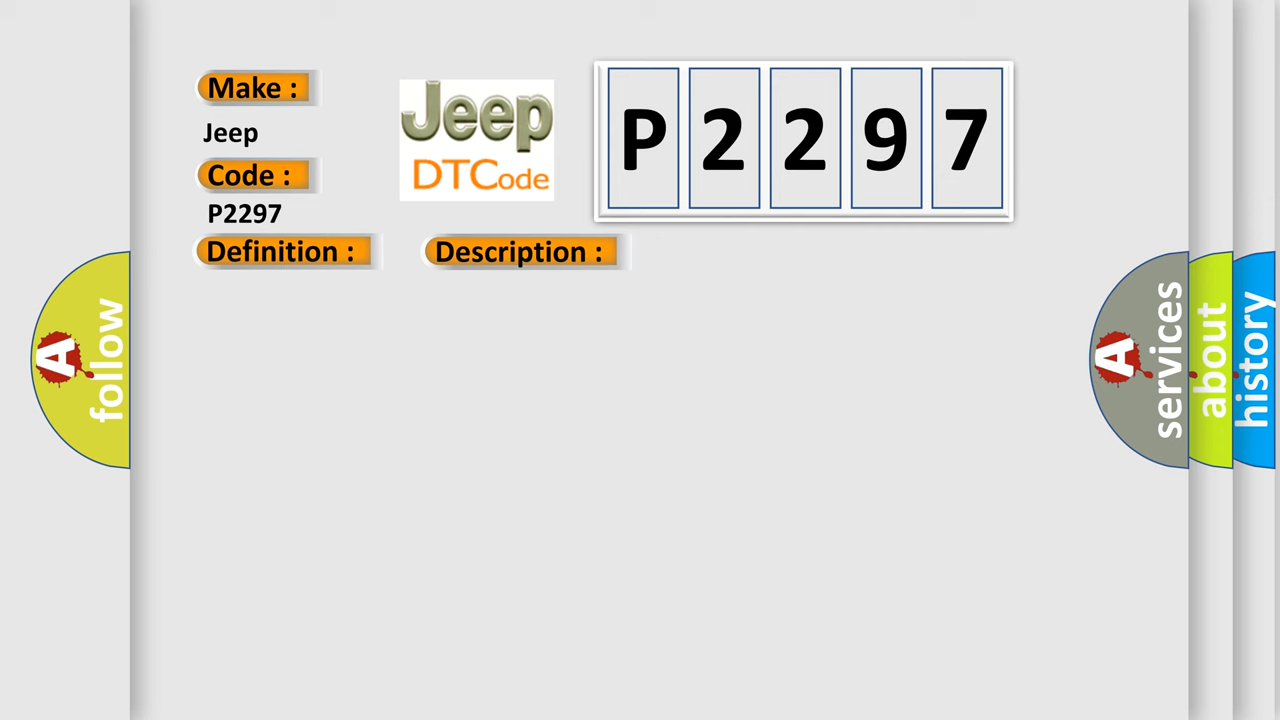 Make :
Jeep
Code :
P2297
Definition :
Description :
Jeep
DTCode
P 2 2 9 7
A follow
A services
about
history